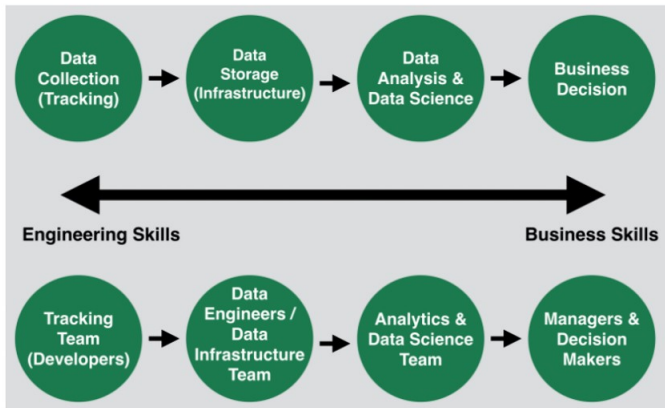 Data
Collection
(Tracking)
Data
Storage
(Infrastructure)
Data
Analysis &
Data Science
Business
Decision
Engineering Skills
Business Skills
Tracking
Team
(Developers)
Data
Engineers /
Data
Infrastructure
Team
Analytics &
Data Science
Team
Managers &
Decision
Makers